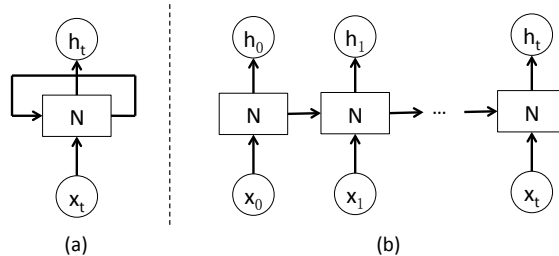 h_t
N
x_t
(a)
h_0 h_1 h_t
N N ... N
x_0 x_1 x_t
(b)